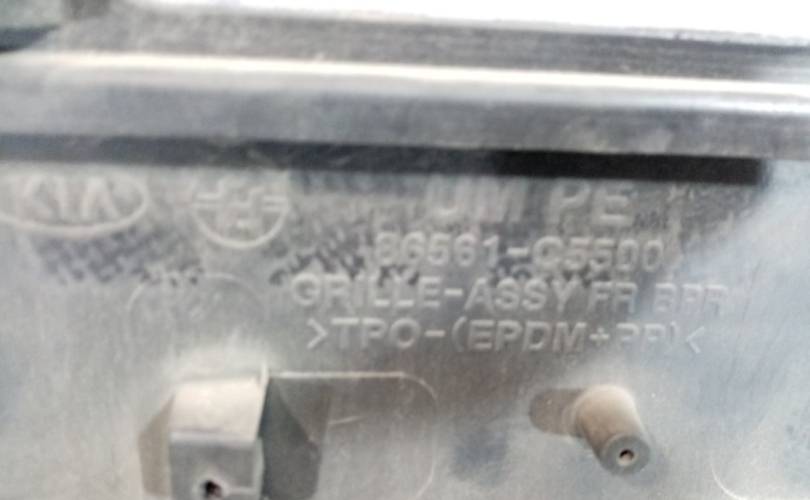 KIA UM PE
86561-C5500
GRILLE-ASSY FR BPR
>TPO-(EPDM+PP)<